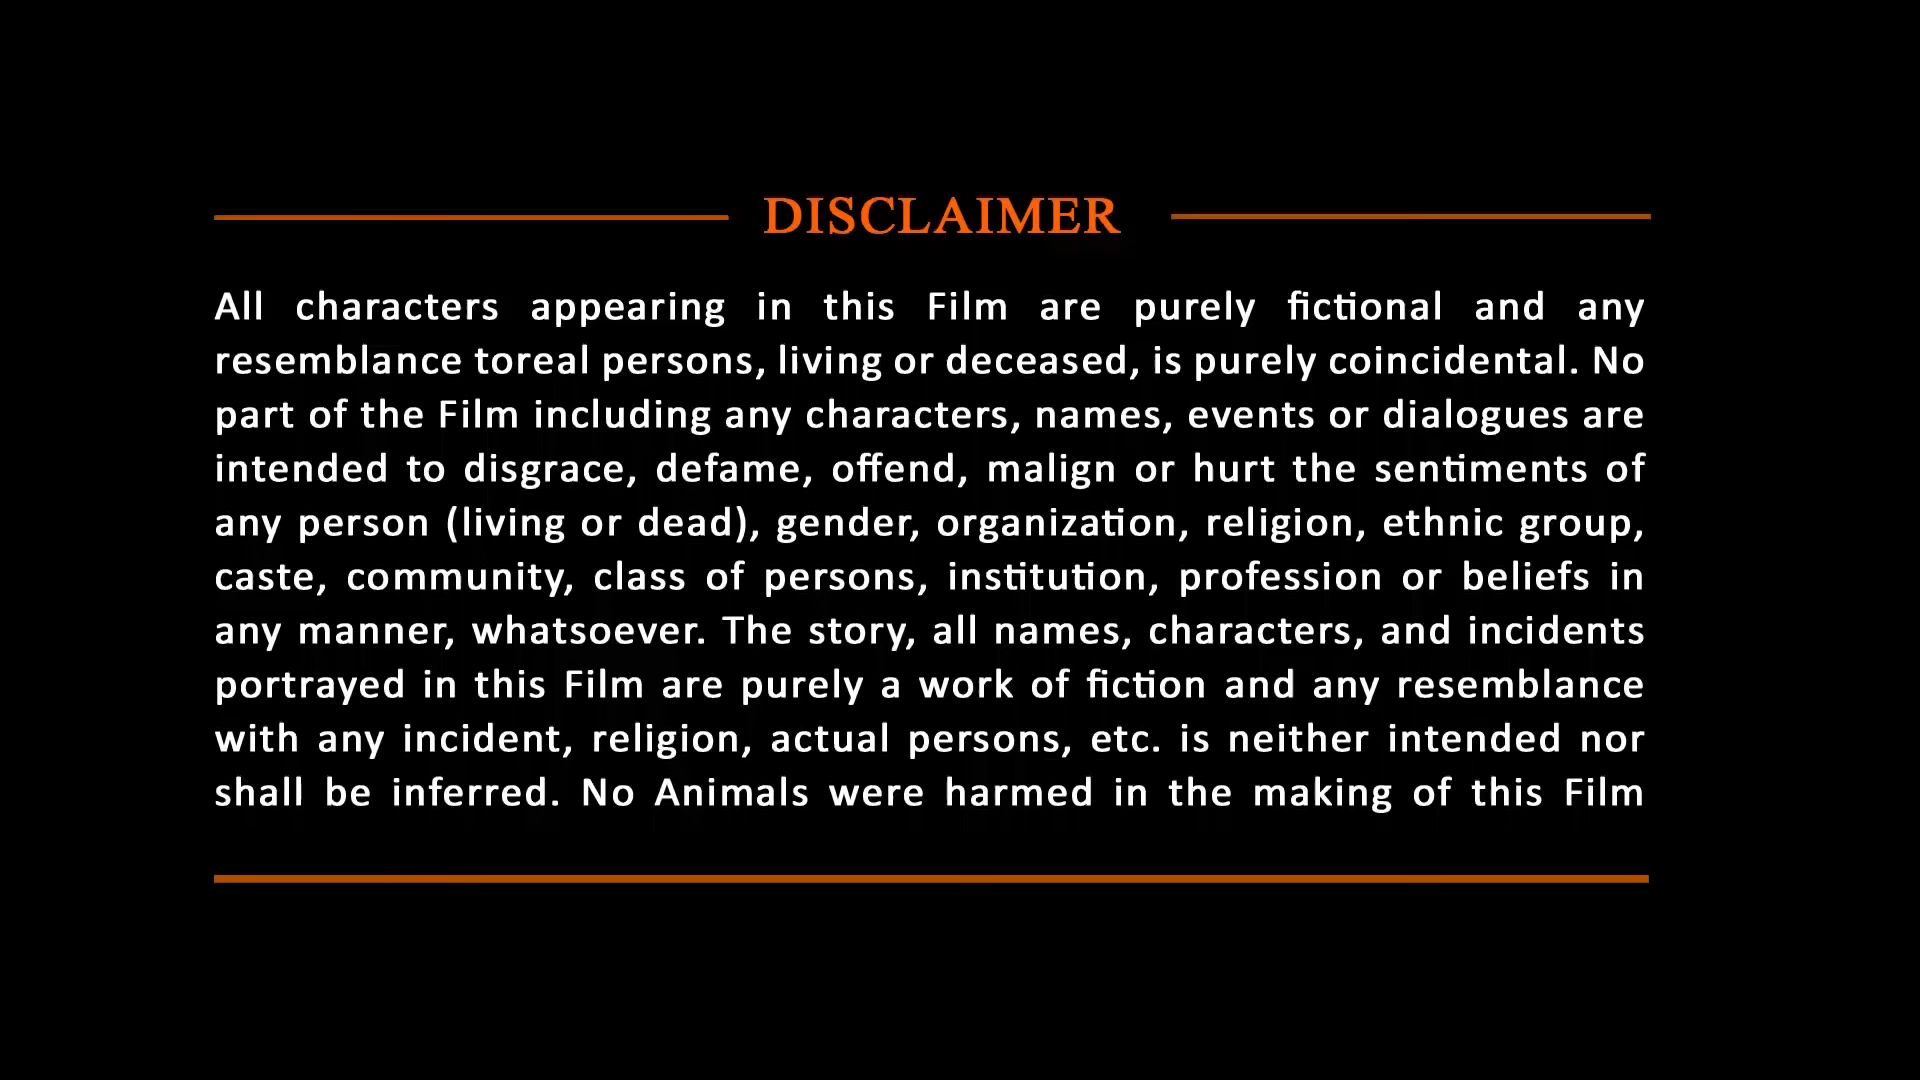 DISCLAIMER
All characters appearing in this Film are purely fictional and any
resemblance toreal persons, living or deceased, is purely coincidental. No
part of the Film including any characters, names, events or dialogues are
intended to disgrace, defame, offend, malign or hurt the sentiments of
any person (living or dead), gender, organization, religion, ethnic group,
caste, community, class of persons, institution, profession or beliefs in
any manner, whatsoever. The story, all names, characters, and incidents
portrayed in this Film are purely a work of fiction and any resemblance
with any incident, religion, actual persons, etc. is neither intended nor
shall be inferred. No Animals were harmed in the making of this Film